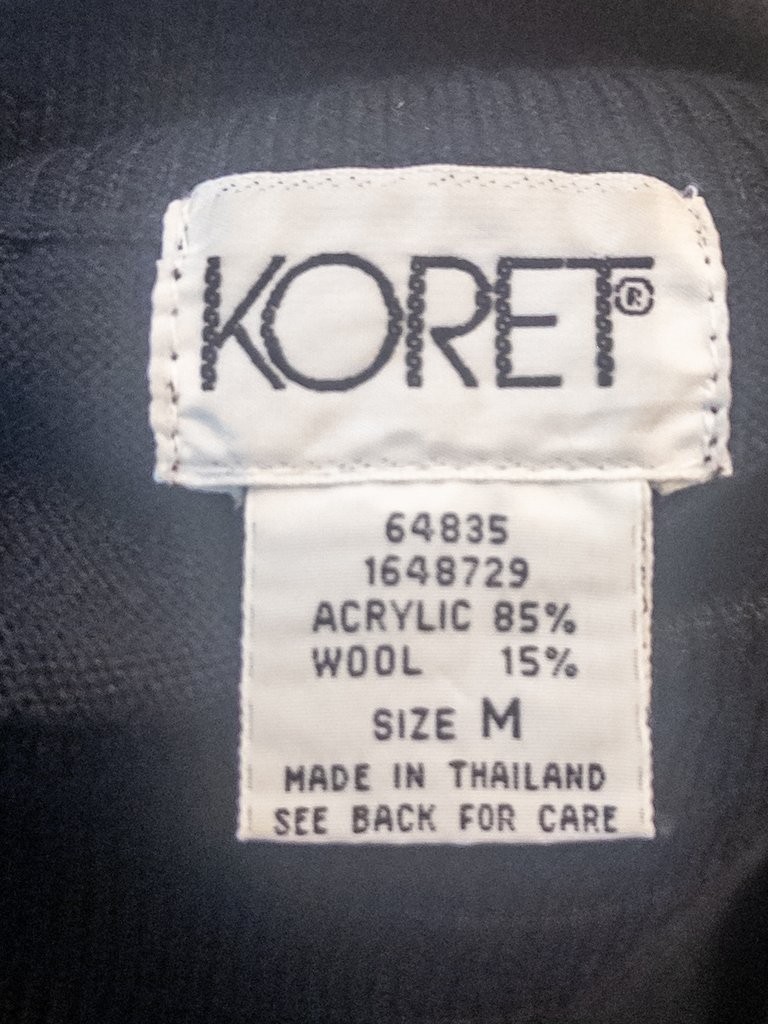 KORET®
64835
1648729
ACRYLIC 85%
WOOL 15%
SIZE M
MADE IN THAILAND
SEE BACK FOR CARE